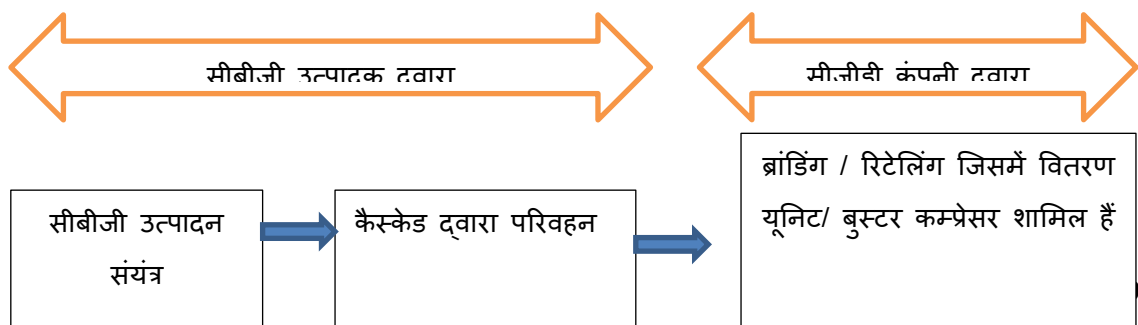 सीबीजी उत्पादक द्वारा
सीजीडी कंपनी द्वारा
सीबीजी उत्पादन
संयंत्र
कैस्केड द्वारा परिवहन
ब्रांडिंग / रिटेलिंग जिसमें वितरण
यूनिट/ बुस्टर कम्प्रेसर शामिल हैं